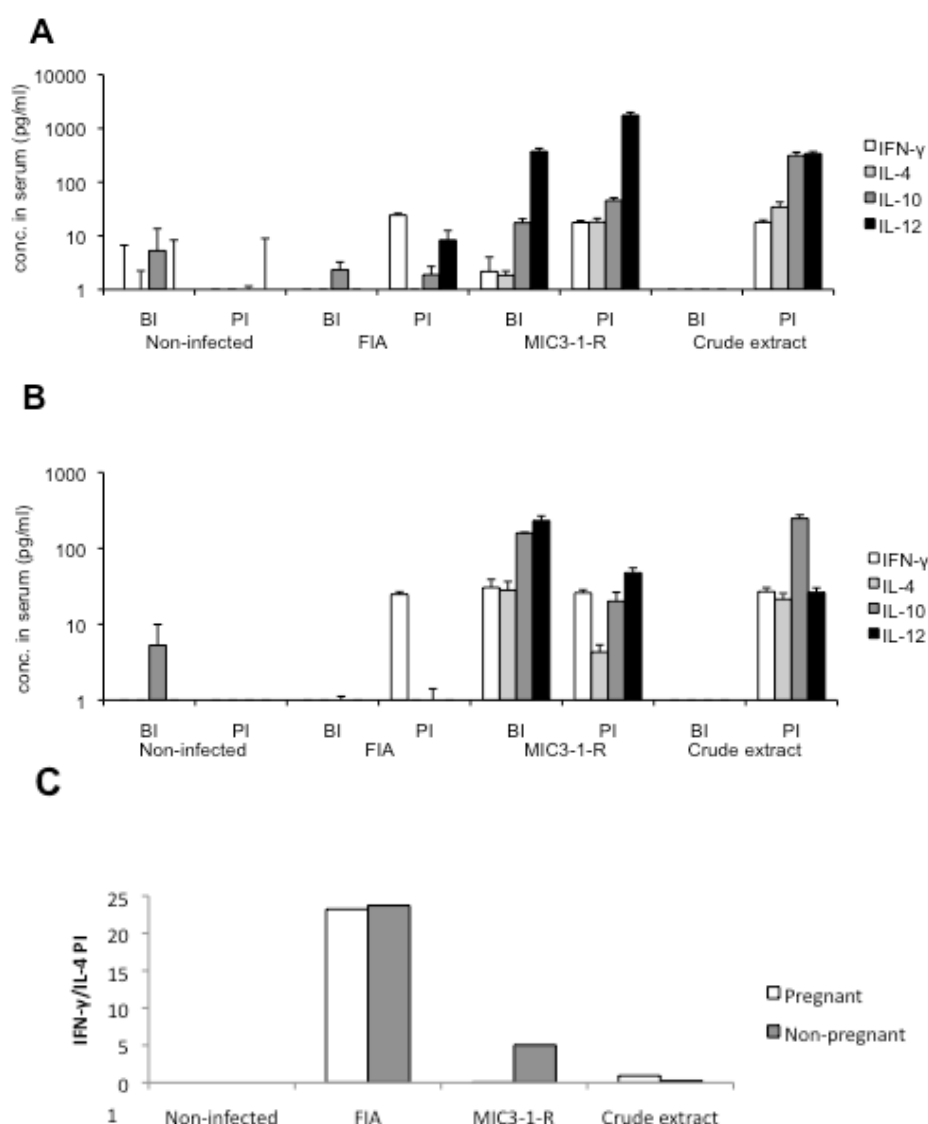 A
conc. in serum (pg/ml)
10000
1000
100
10
1
IFN-γ
IL-4
IL-10
IL-12
BI PI BI PI BI PI BI PI
Non-infected FIA MIC3-1-R Crude extract
B
conc. in serum (pg/ml)
1000
100
10
1
IFN-γ
IL-4
IL-10
IL-12
BI PI BI PI BI PI BI PI
Non-infected FIA MIC3-1-R Crude extract
C
IFN-γ/IL-4 PI
25
20
15
10
5
0
Pregnant
Non-pregnant
1 Non-infected FIA MIC3-1-R Crude extract